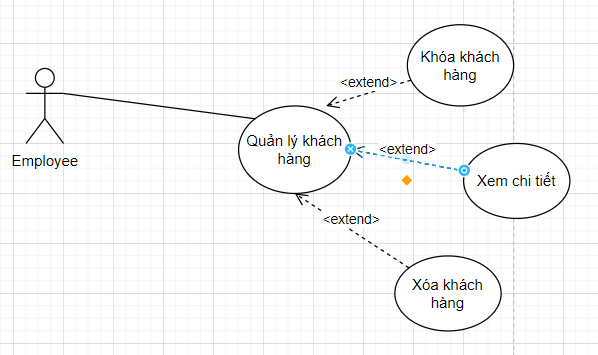 Khóa khách
hàng
<extend>
Quản lý khách
hàng
<extend>
Employee
Xem chi tiết
<extend>
Xóa khách
hàng